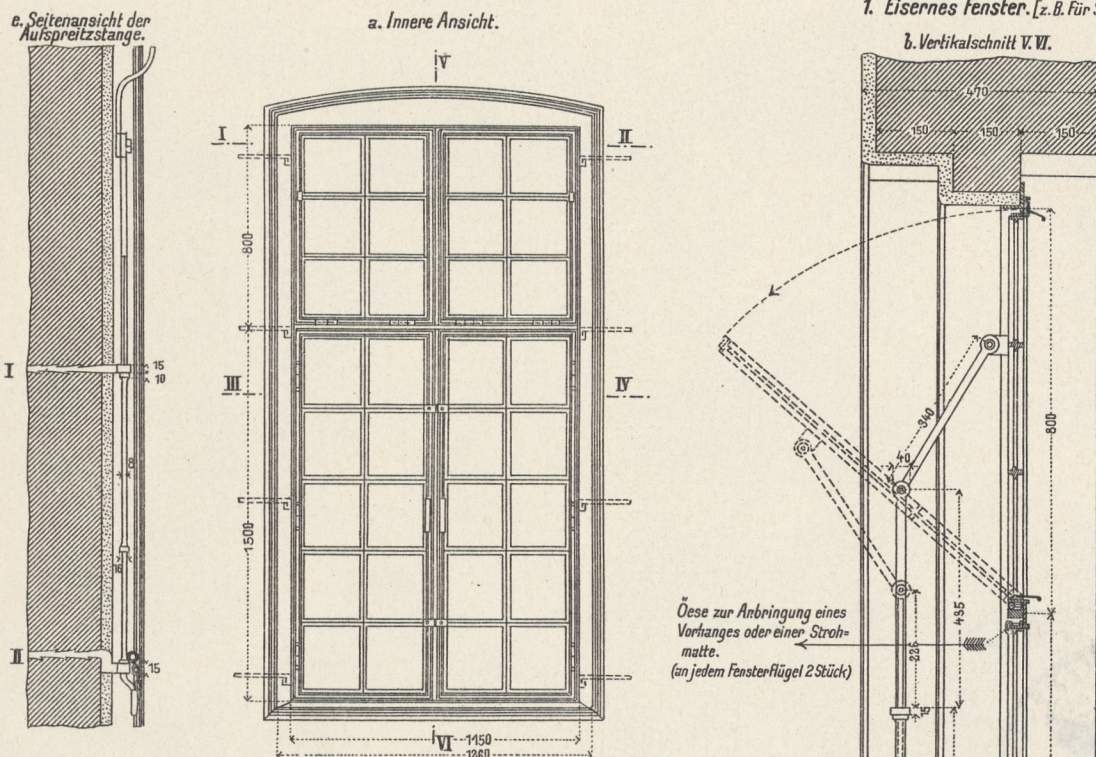 e. Seitenansicht der
Aufspreitzstange.
a. Innere Ansicht.
1. Eisernes Fenster. [z.B. Für
b. Vertikalschnitt V. VI.
V
470
150
150
150
I
II
800
I
15
10
III
IV
8
340
40
800
1500
435
Öese zur Anbringung eines
Vorhanges oder einer Stroh=
matte.
(an jedem Fensterflügel 2 Stück)
226
II
15
VI
1150
1260